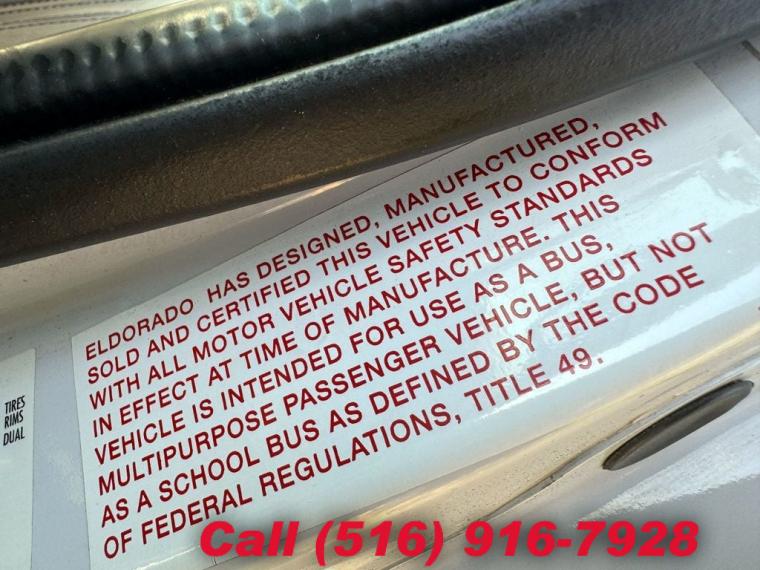 ELDORADO HAS DESIGNED, MANUFACTURED,
SOLD AND CERTIFIED THIS VEHICLE TO CONFORM
WITH ALL MOTOR VEHICLE SAFETY STANDARDS
IN EFFECT AT TIME OF MANUFACTURE. THIS
VEHICLE IS INTENDED FOR USE AS A BUS,
MULTIPURPOSE PASSENGER VEHICLE, BUT NOT
AS A SCHOOL BUS AS DEFINED BY THE CODE
OF FEDERAL REGULATIONS, TITLE 49.
TIRES
RIMS
DUAL
Call (516) 916-7928